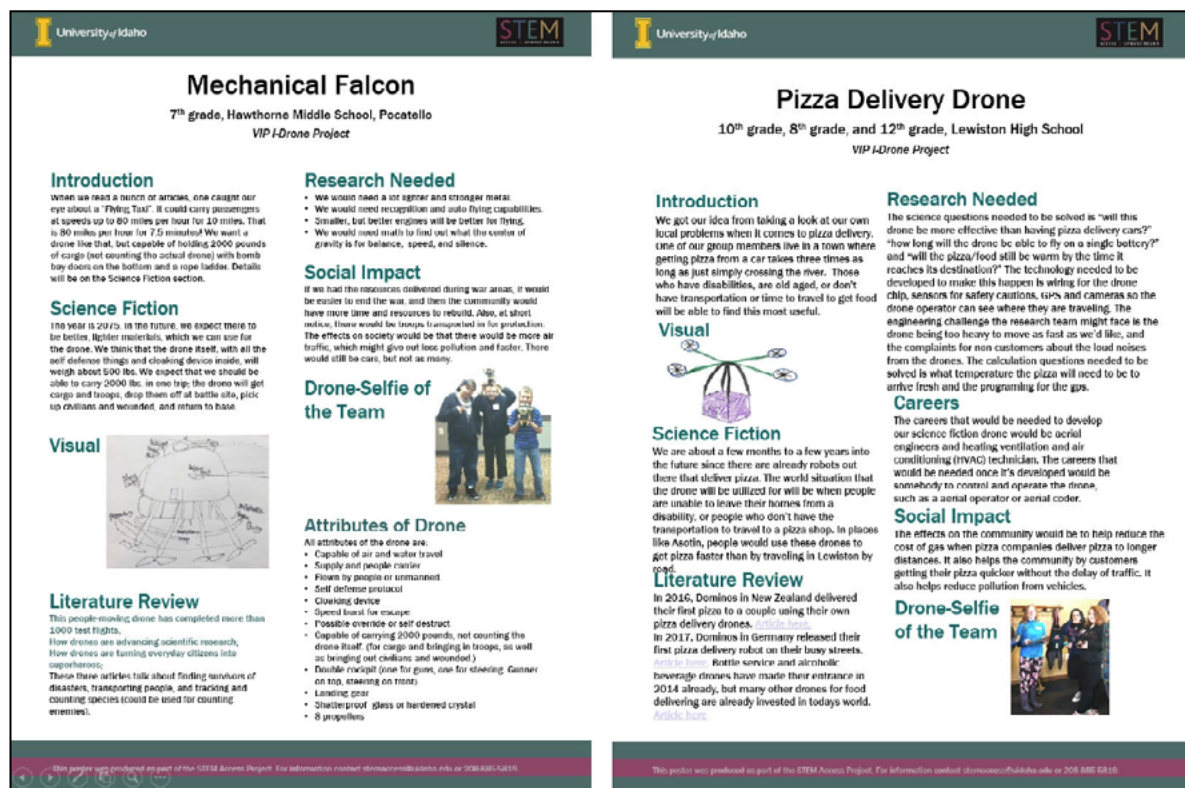 University of Idaho
STEM
Mechanical Falcon
7th grade, Hawthorne Middle School, Pocatello
VIP I-Drone Project
Introduction
When we read a bunch of articles, one caught our
eye about a "Flying Taxi". It could carry passengers
at speeds up to 80 miles per hour for 10 miles. That
is 80 miles per hour for 7.5 minutes! We want a
drone like that, but capable of holding 2000 pounds
of cargo (not counting the actual drone) with bomb
bay doors on the bottom and a rope ladder. Details
will be on the Science Fiction section.
Science Fiction
The year is 2075. In the future, we expect there to
be better, lighter materials, which we can use for
the drone. We think that the drone itself, with all the
self defense things and cloaking device inside, will
weigh about 500 lbs. We expect that we should be
able to carry 2000 lbs. in one trip; the drone will get
cargo and troops, drop them off at battle site, pick
up civilians and wounded, and return to base.
Visual
Literature Review
This people-moving drone has completed more than
1000 test flights,
How drones are advancing scientific research,
How drones are turning everyday citizens into
superheroes;
These three articles talk about finding survivors of
disasters, transporting people, and tracking and
counting species (could be used for counting
enemies).
Research Needed
• We would need a lot lighter and stronger metal.
• We would need recognition and auto flying capabilities.
• Smaller, but better engines will be better for flying.
• We would need math to find out what the center of
gravity is for balance, speed, and silence.
Social Impact
If we had the resources delivered during war areas, it would
be easier to end the war, and then the community would
have more time and resources to rebuild. Also, at short
notice, there would be troops transported in for protection.
The effects on society would be that there would be more air
traffic, which might give out less pollution and faster. There
would still be cars, but not as many.
Drone-Selfie of
the Team
Attributes of Drone
All attributes of the drone are:
• Capable of air and water travel
• Supply and people carrier
• Flown by people or unmanned
• Self defense protocol
• Cloaking device
• Speed burst for escape
• Possible override or self destruct
• Capable of carrying 2000 pounds, not counting the
drone itself. (for cargo and bringing in troops, as well
as bringing out civilians and wounded.)
• Double cockpit (one for guns, one for steering. Gunner
on top, steering on front)
• Landing gear
• Shatterproof glass or hardened crystal
• 8 propellers
This poster was produced as part of the STEM Access Project. For information contact stemaccess@uidaho.edu or 208-885-5819.
University of Idaho
STEM
Pizza Delivery Drone
10th grade, 8th grade, and 12th grade, Lewiston High School
VIP I-Drone Project
Introduction
We got our idea from taking a look at our own
local problems when it comes to pizza delivery.
One of our group members live in a town where
getting pizza from a car takes three times as
long as just simply crossing the river. Those
who have disabilities, are old aged, or don't
have transportation or time to travel to get food
will be able to find this most useful.
Visual
Science Fiction
We are about a few months to a few years into
the future since there are already robots out
there that deliver pizza. The world situation that
the drone will be utilized for will be when people
are unable to leave their homes from a
disability, or people who don't have the
transportation to travel to a pizza shop. In places
like Asotin, people would use these drones to
get pizza faster than by traveling in Lewiston by
road.
Literature Review
In 2016, Dominos in New Zealand delivered
their first pizza to a couple using their own
pizza delivery drones. Article here.
In 2017, Dominos in Germany released their
first pizza delivery robot on their busy streets.
Article here. Bottle service and alcoholic
beverage drones have made their entrance in
2014 already, but many other drones for food
delivering are already invested in todays world.
Article here
Research Needed
The science questions needed to be solved is "will this
drone be more effective than having pizza delivery cars?"
"how long will the drone be able to fly on a single battery?"
and "will the pizza/food still be warm by the time it
reaches its destination?" The technology needed to be
developed to make this happen is wiring for the drone
chip, sensors for safety cautions, GPS and cameras so the
drone operator can see where they are traveling. The
engineering challenge the research team might face is the
drone being too heavy to move as fast as we'd like, and
the complaints for non customers about the loud noises
from the drones. The calculation questions needed to be
solved is what temperature the pizza will need to be to
arrive fresh and the programing for the gps.
Careers
The careers that would be needed to develop
our science fiction drone would be aerial
engineers and heating ventilation and air
conditioning (HVAC) technician. The careers that
would be needed once it's developed would be
somebody to control and operate the drone,
such as a aerial operator or aerial coder.
Social Impact
The effects on the community would be to help reduce the
cost of gas when pizza companies deliver pizza to longer
distances. It also helps the community by customers
getting their pizza quicker without the delay of traffic. It
also helps reduce pollution from vehicles.
Drone-Selfie
of the Team
This poster was produced as part of the STEM Access Project. For information contact stemaccess@uidaho.edu or 208-885-5819.